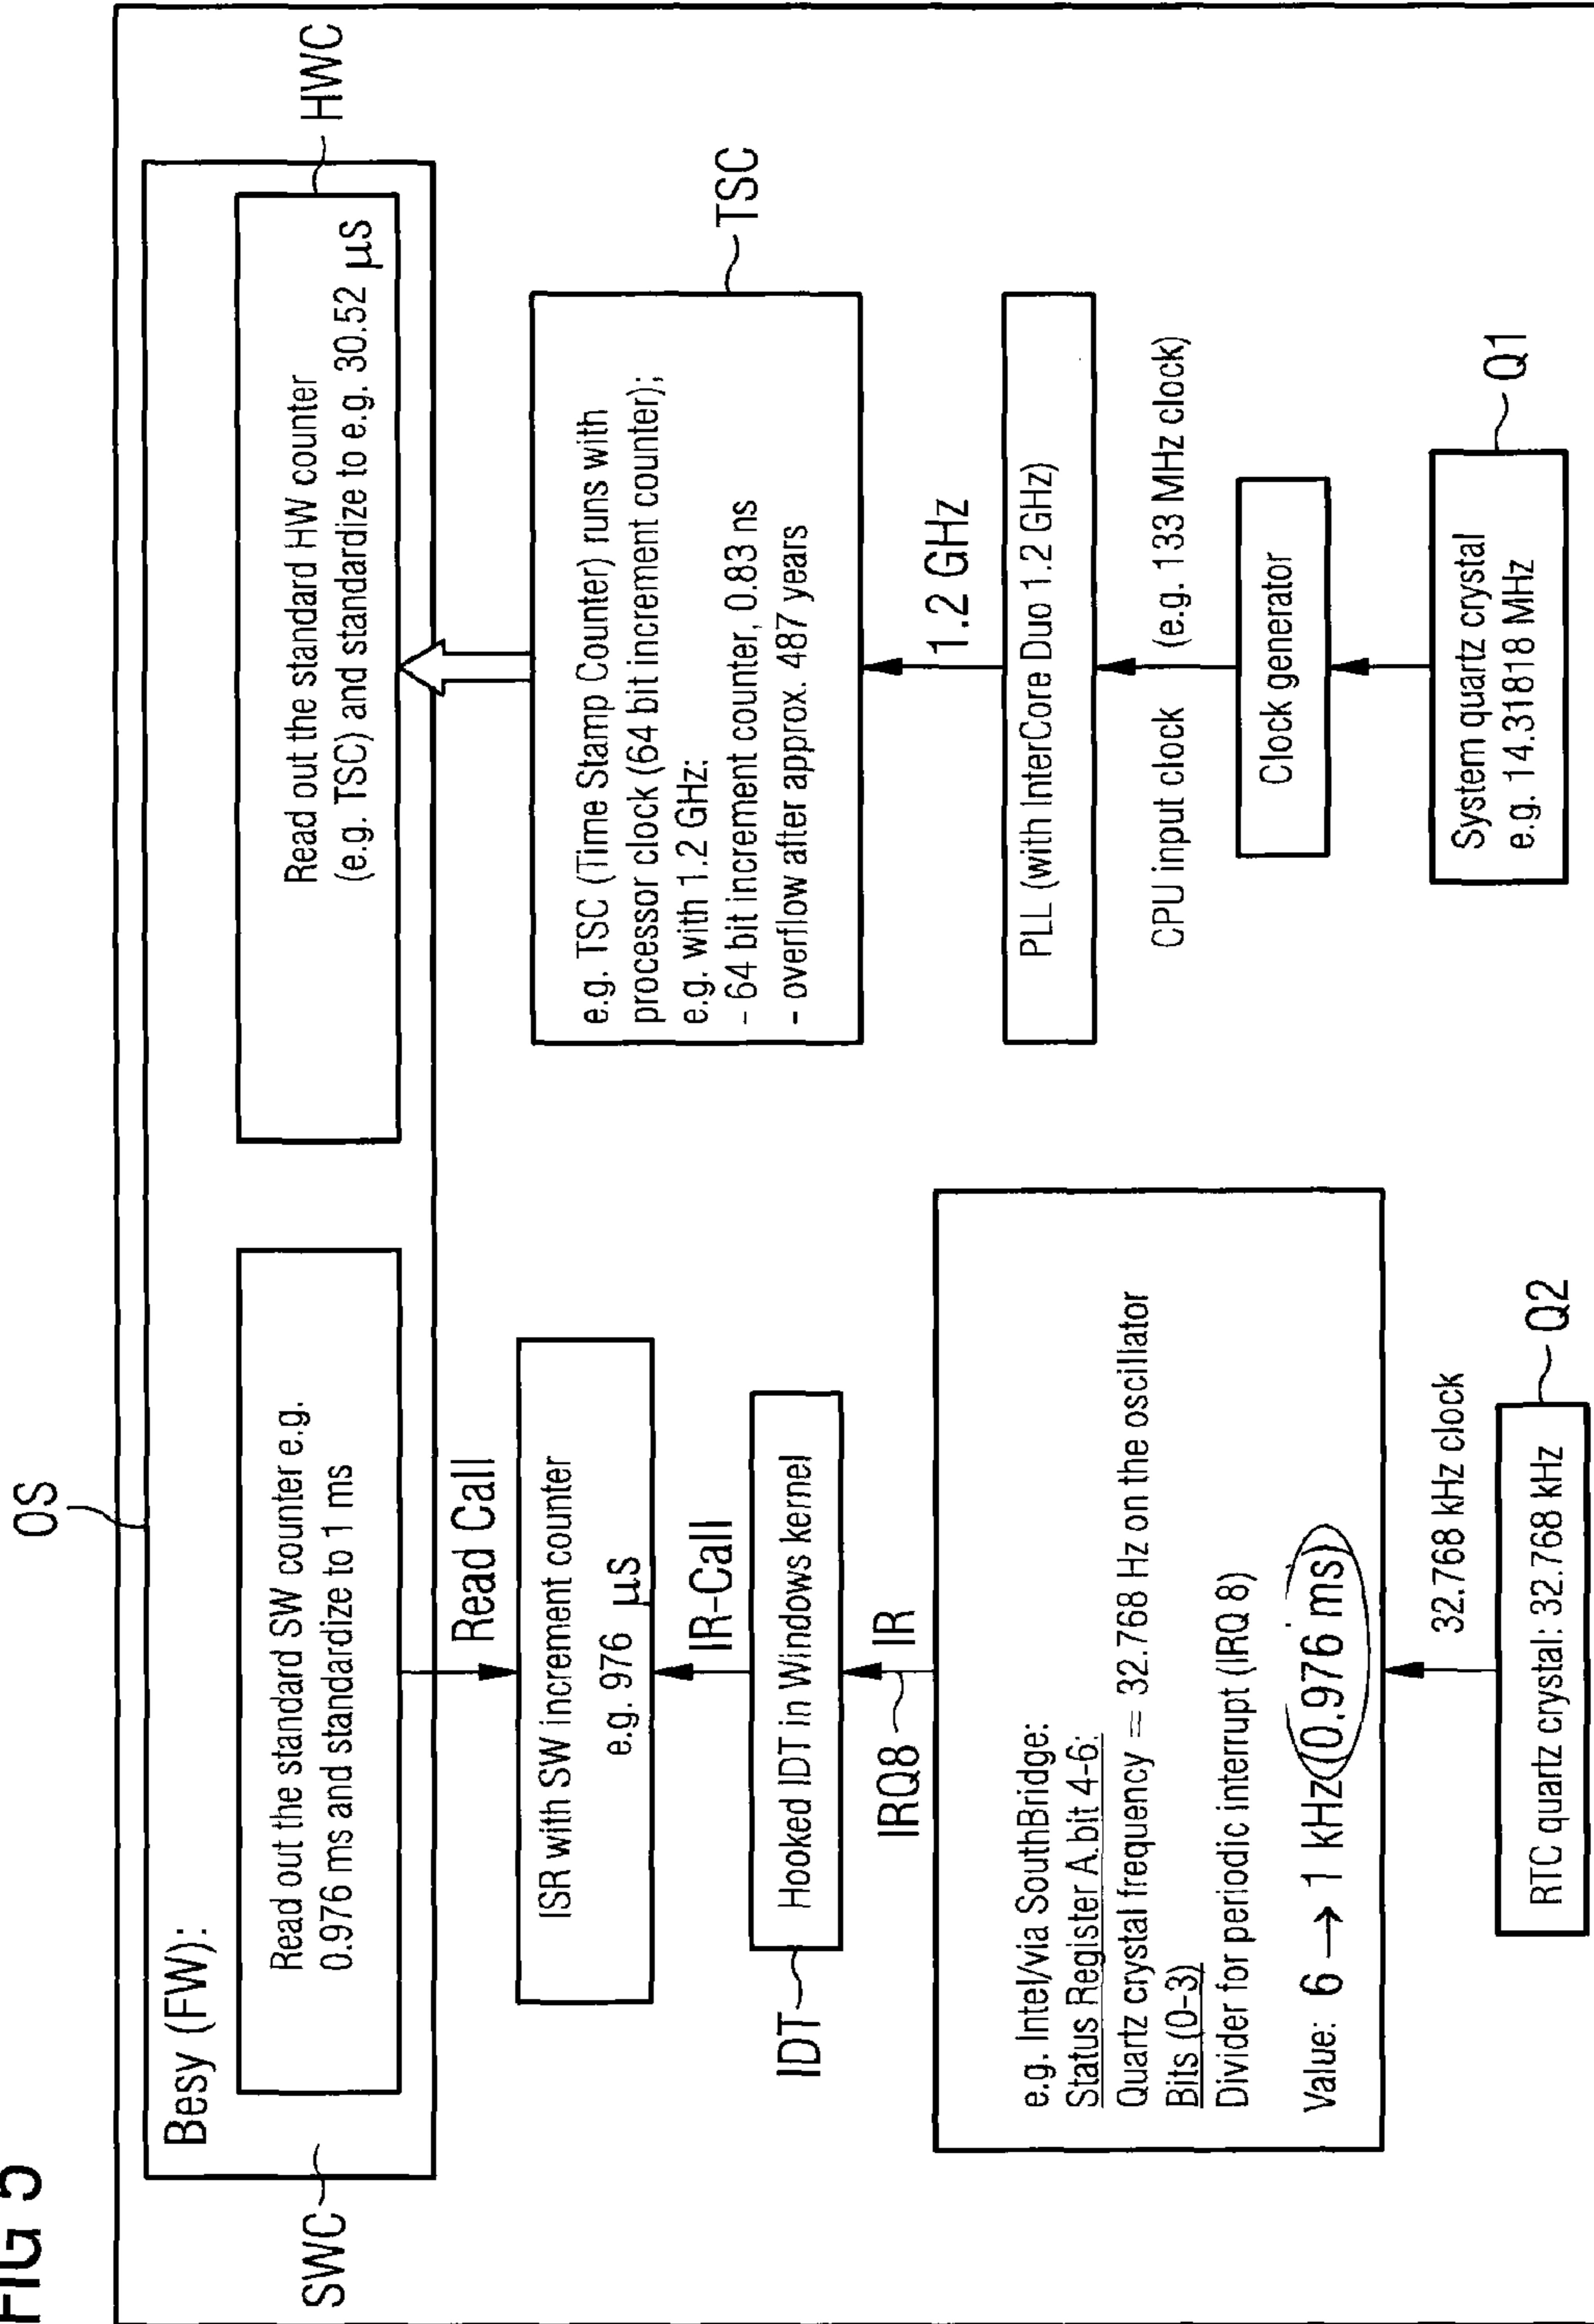 FIG 5
OS
Besy (FW):
SWC
Read out the standard SW counter e.g.
0.976 ms and standardize to 1 ms
Read out the standard HW counter
(e.g. TSC) and standardize to e.g. 30.52 µs
HWC
Read Call
ISR with SW increment counter
e.g. 976 µs
IR-Call
IDT
Hooked IDT in Windows kernel
IRQ8
IR
e.g. Intel/via SouthBridge:
Status Register A.bit 4-6:
Quartz crystal frequency = 32.768 Hz on the oscillator
Bits (0-3)
Divider for periodic interrupt (IRQ 8)
Value: 6 → 1 kHz (0.976 ms)
32.768 kHz clock
RTC quartz crystal: 32.768 kHz
Q2
e.g. TSC (Time Stamp Counter) runs with
processor clock (64 bit increment counter);
e.g. with 1.2 GHz:
- 64 bit increment counter, 0.83 ns
- overflow after approx. 487 years
TSC
1.2 GHz
PLL (with InterCore Duo 1.2 GHz)
CPU input clock (e.g. 133 MHz clock)
Clock generator
System quartz crystal
e.g. 14.31818 MHz
Q1